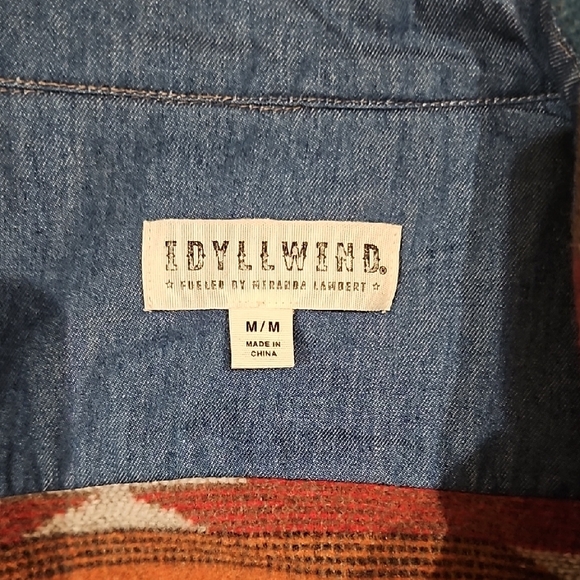 IDYLLWIND®
★ FUELED BY MIRANDA LAMBERT ★
M/M
MADE IN
CHINA